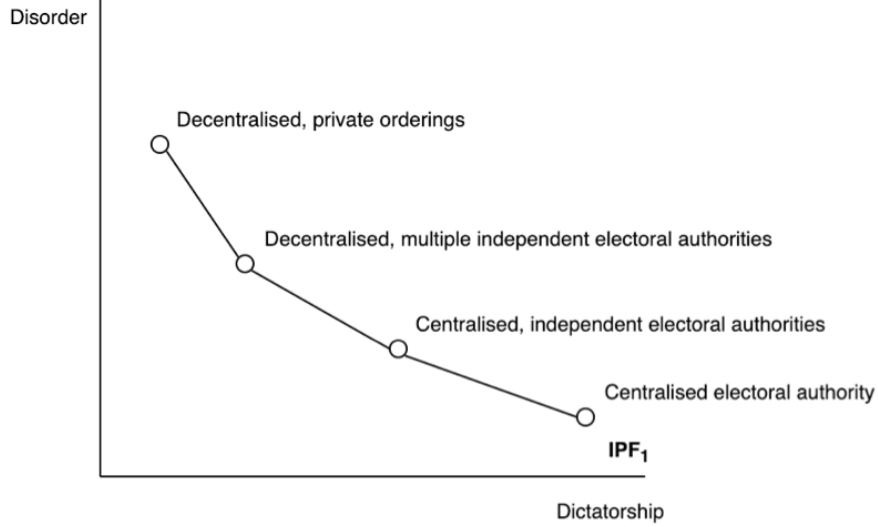 Disorder
Decentralised, private orderings
Decentralised, multiple independent electoral authorities
Centralised, independent electoral authorities
Centralised electoral authority
IPF₁
Dictatorship